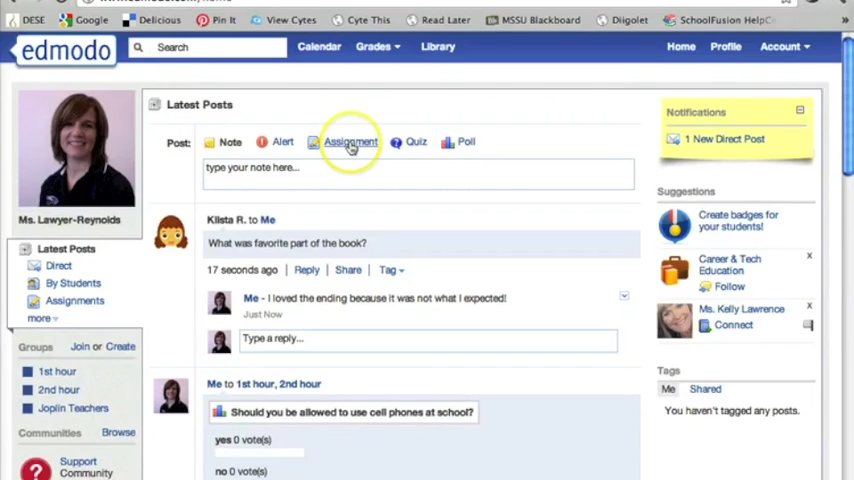 DESE Google Delicious Pin It View Cytes Cyte This Read Later MSSU Blackboard Diigolet SchoolFusion HelpC
edmodo Search Calendar Grades Library Home Profile Account
Latest Posts
Post: Note Alert Assignment Quiz Poll
type your note here...
Notifications
1 New Direct Post
Suggestions
Create badges for
your students!
Career & Tech
Education
Follow
Ms. Kelly Lawrence
Connect
Tags
Me Shared
You haven't tagged any posts.
Ms. Lawyer-Reynolds
Latest Posts
Direct
By Students
Assignments
more
Groups Join or Create
1st hour
2nd hour
Joplin Teachers
Communities Browse
Support
Community
Klista R. to Me
What was favorite part of the book?
17 seconds ago Reply Share Tag
Me - I loved the ending because it was not what I expected!
Just Now
Type a reply...
Me to 1st hour, 2nd hour
Should you be allowed to use cell phones at school?
yes 0 vote(s)
no 0 vote(s)